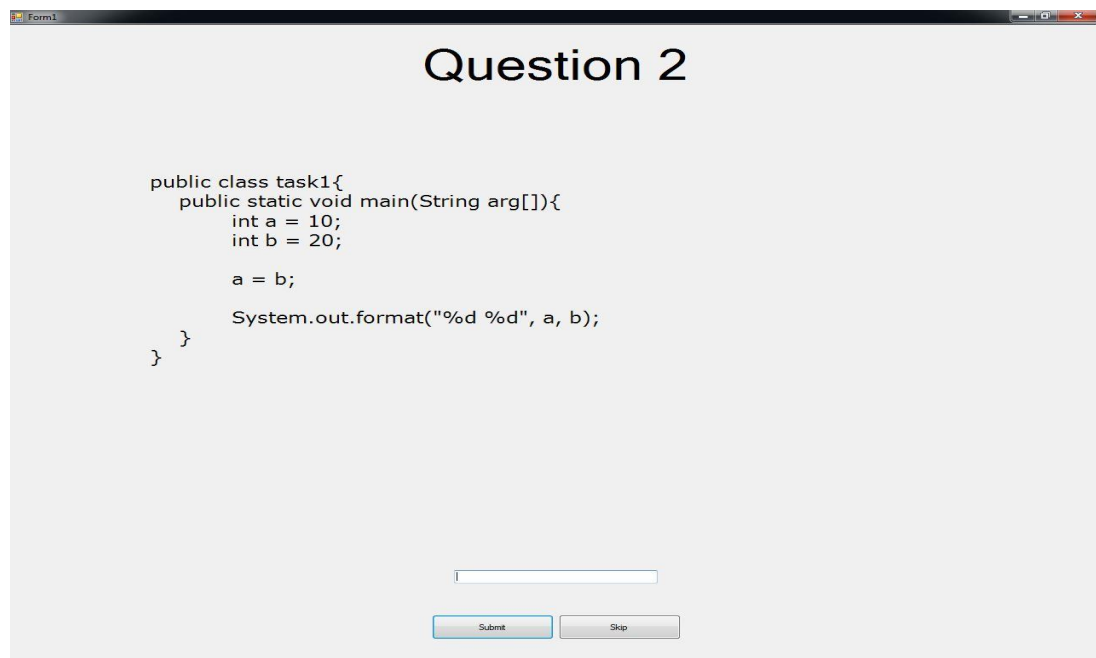 Form1
Question 2
public class task1{
public static void main(String arg[]){
int a = 10;
int b = 20;
a = b;
System.out.format("%d %d", a, b);
}
}
Submit
Skip